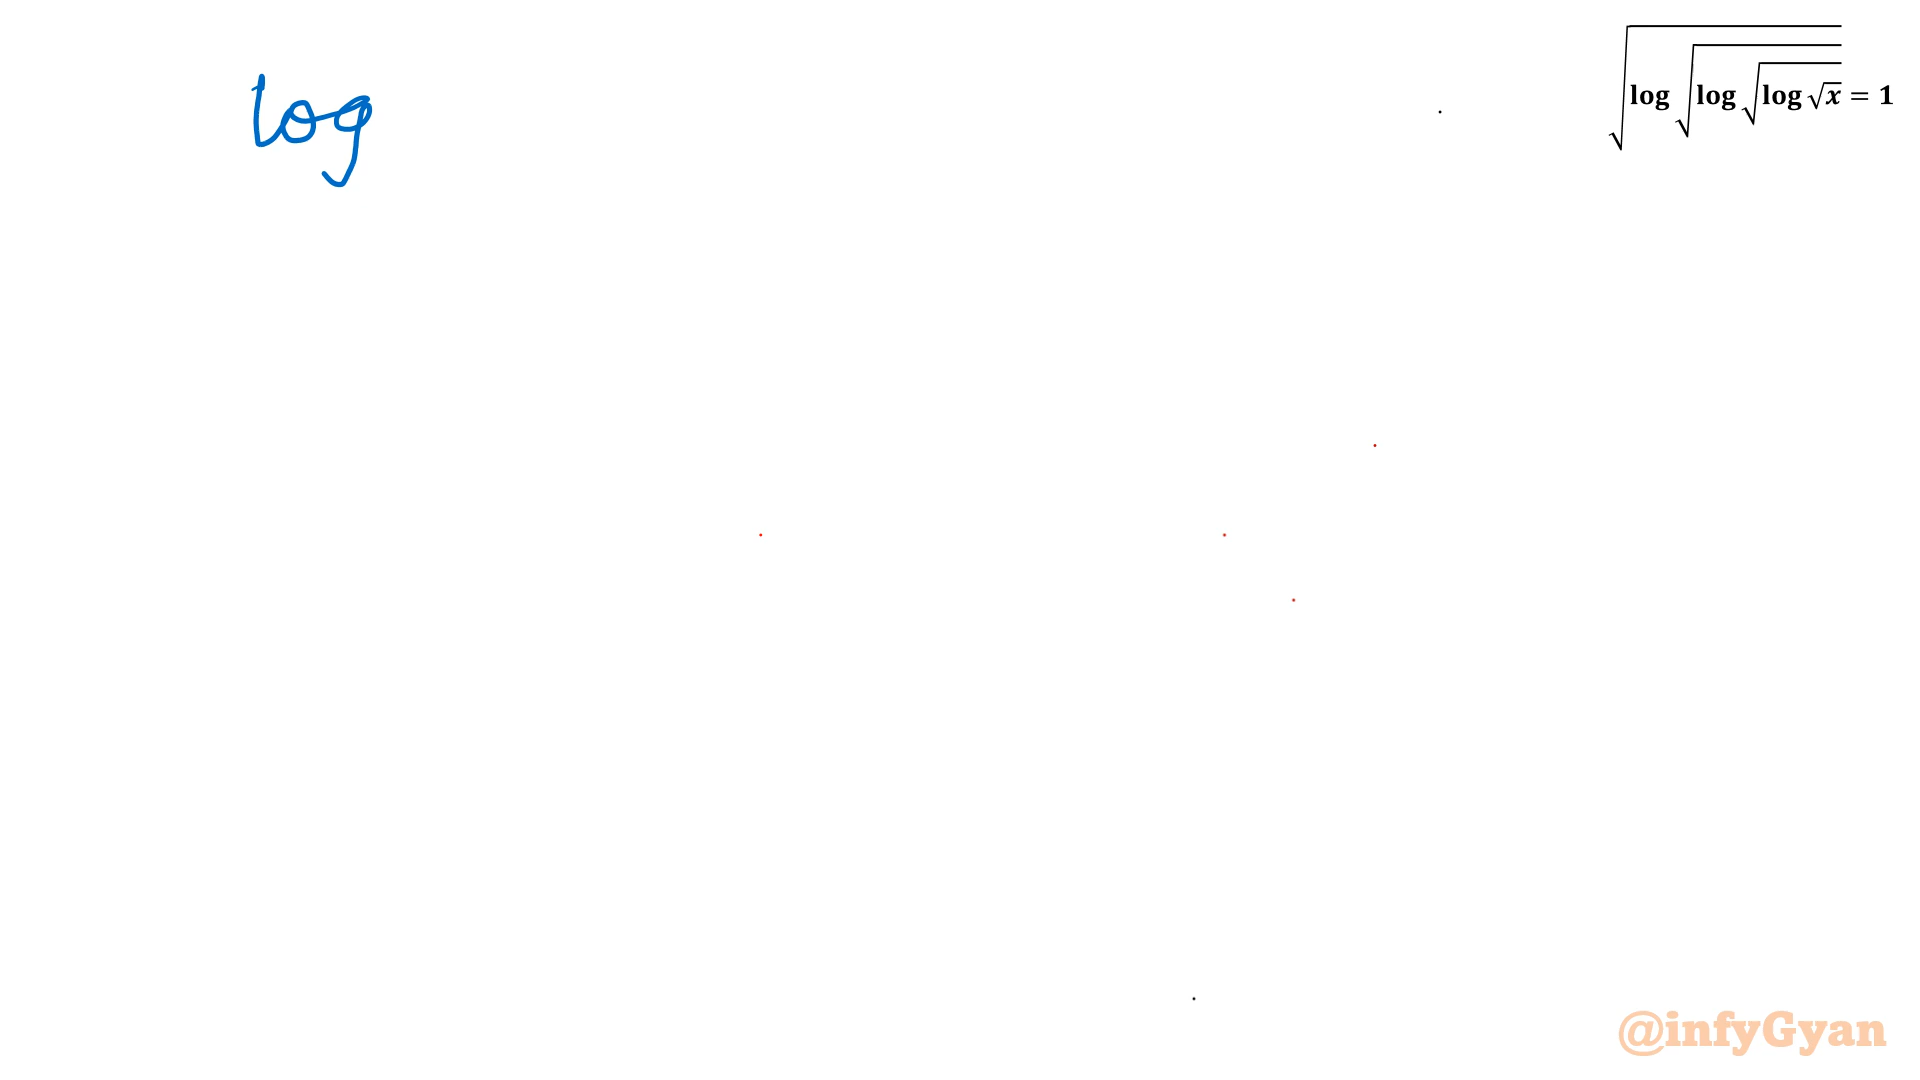 log
√(log √(log √(log √x))) = 1
@infyGyan